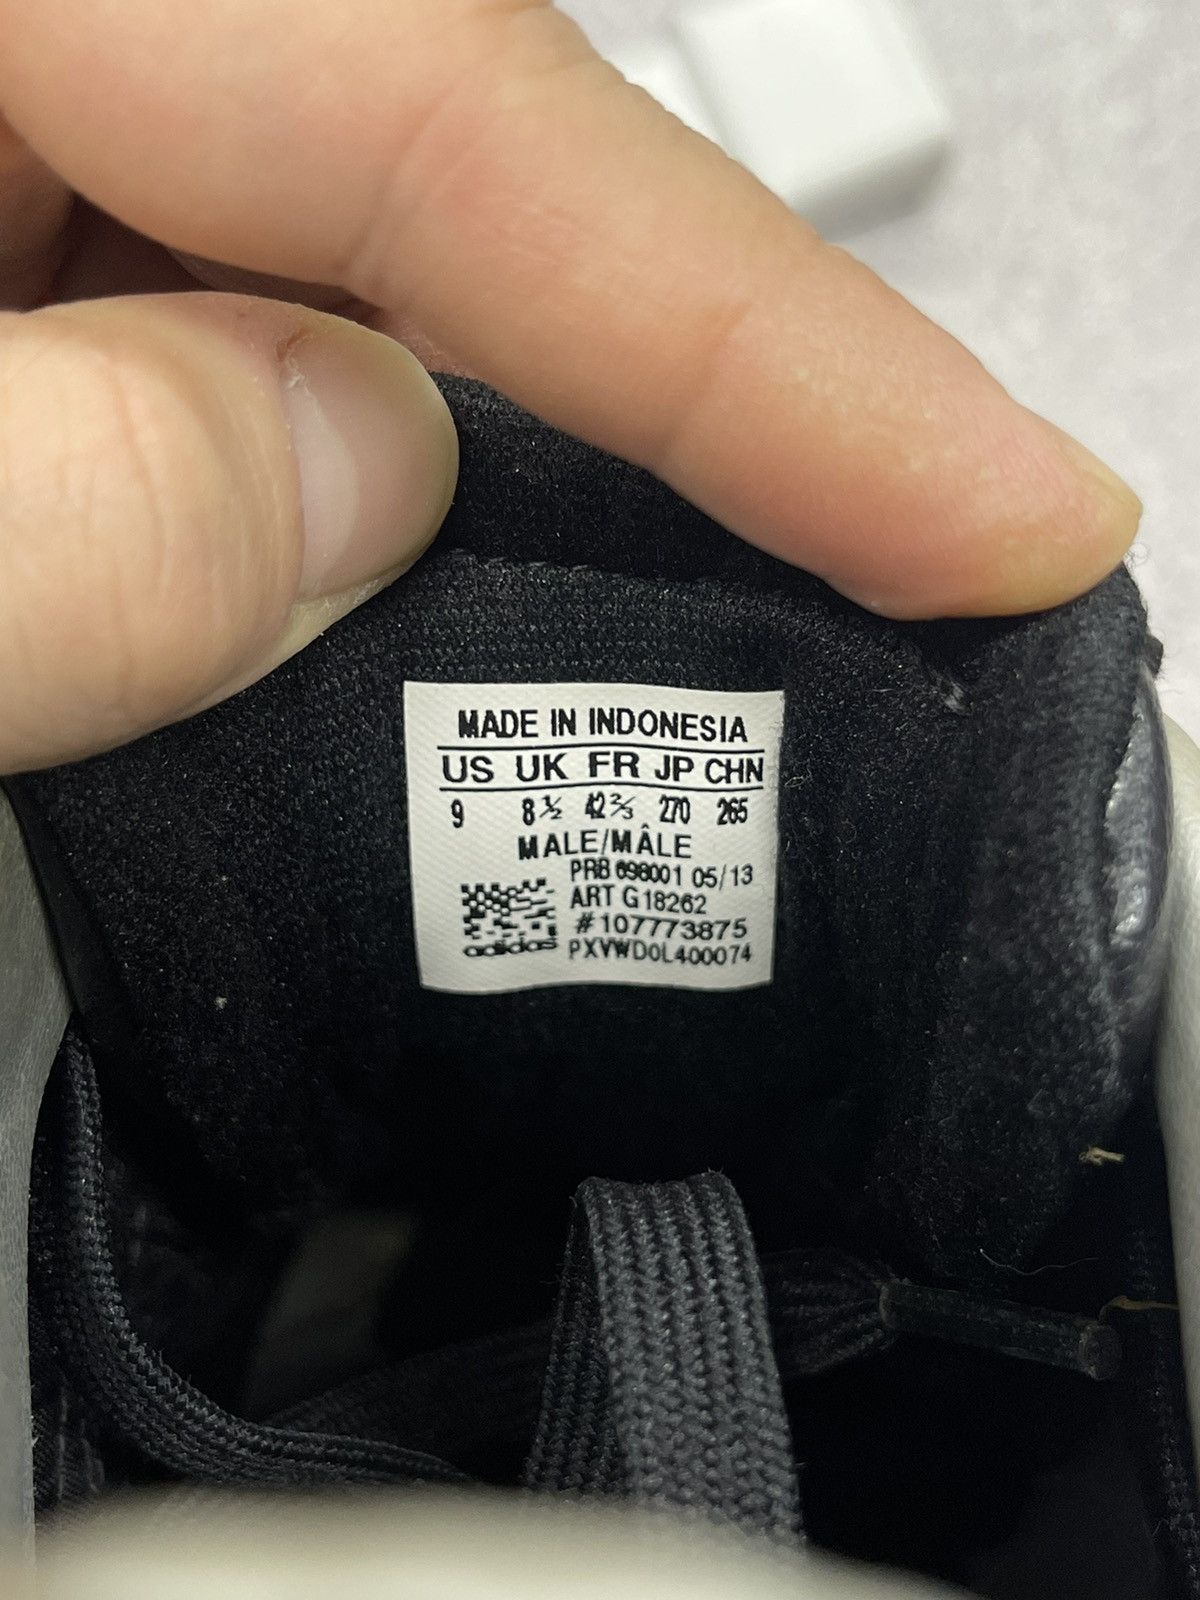 MADE IN INDONESIA
US UK FR JP CHN
9 8½ 42⅔ 270 265
MALE/MÂLE
PRB 698001 05/13
ART G18262
#107773875
adidas PXVWD0L400074